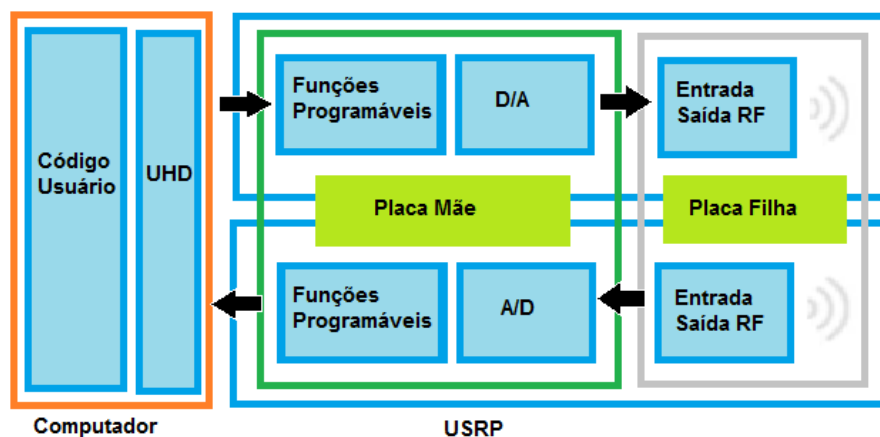 Código
Usuário
UHD
Funções
Programáveis
D/A
Entrada
Saída RF
Placa Mãe
Placa Filha
Funções
Programáveis
A/D
Entrada
Saída RF
Computador
USRP